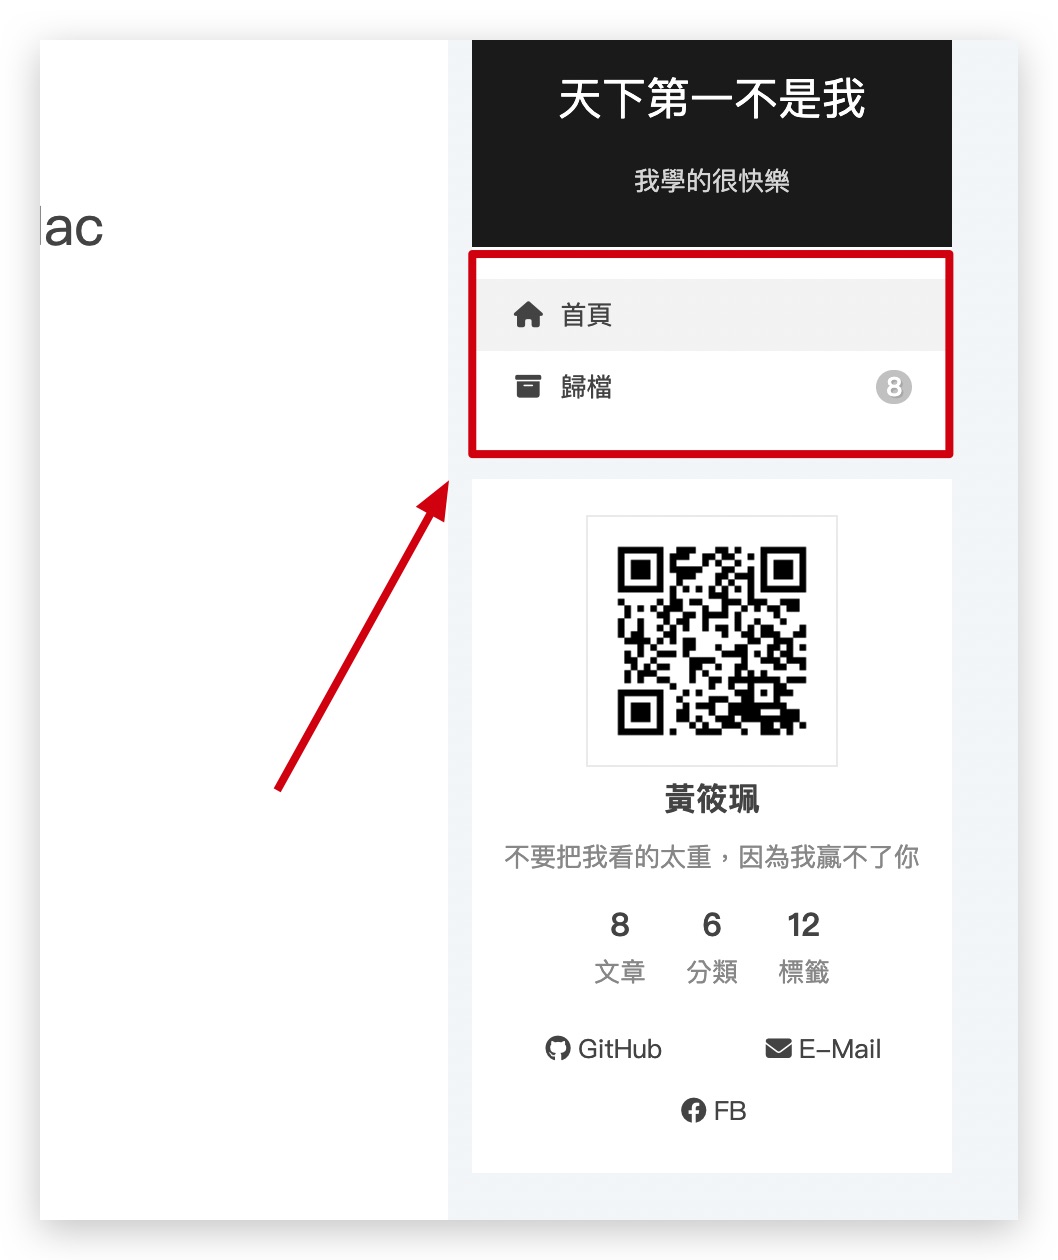 天下第一不是我
我學的很快樂
lac
首頁
歸檔 8
黃筱珮
不要把我看的太重，因為我贏不了你
8 6 12
文章 分類 標籤
GitHub E-Mail
FB